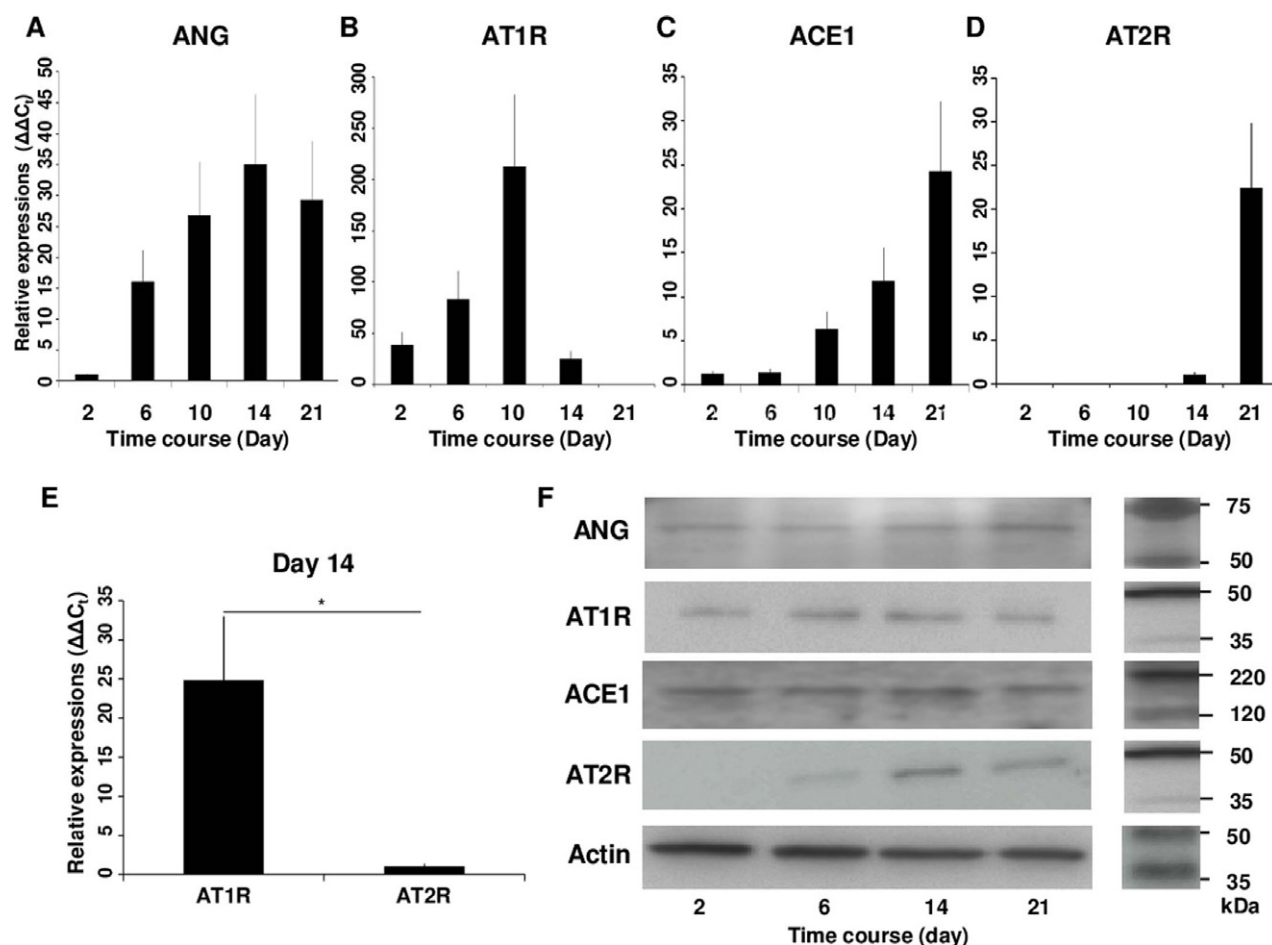 A
ANG
Relative expressions (ΔΔCt)
50
45
40
35
30
25
20
15
10
5
0
2 6 10 14 21
Time course (Day)
B
AT1R
300
250
200
150
100
50
0
2 6 10 14 21
Time course (Day)
C
ACE1
35
30
25
20
15
10
5
0
2 6 10 14 21
Time course (Day)
D
AT2R
35
30
25
20
15
10
5
0
2 6 10 14 21
Time course (Day)
E
Day 14
Relative expressions (ΔΔCt)
35
30
25
20
15
10
5
0
*
AT1R AT2R
F
ANG
75
50
AT1R
50
35
ACE1
220
120
AT2R
50
35
Actin
50
35
2 6 14 21 kDa
Time course (day)